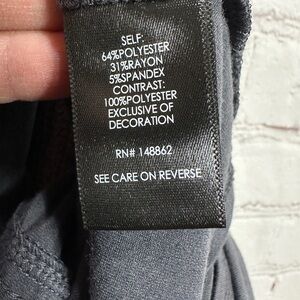 SELF:
64%POLYESTER
31%RAYON
5%SPANDEX
CONTRAST:
100%POLYESTER
EXCLUSIVE OF
DECORATION
RN# 148862
SEE CARE ON REVERSE